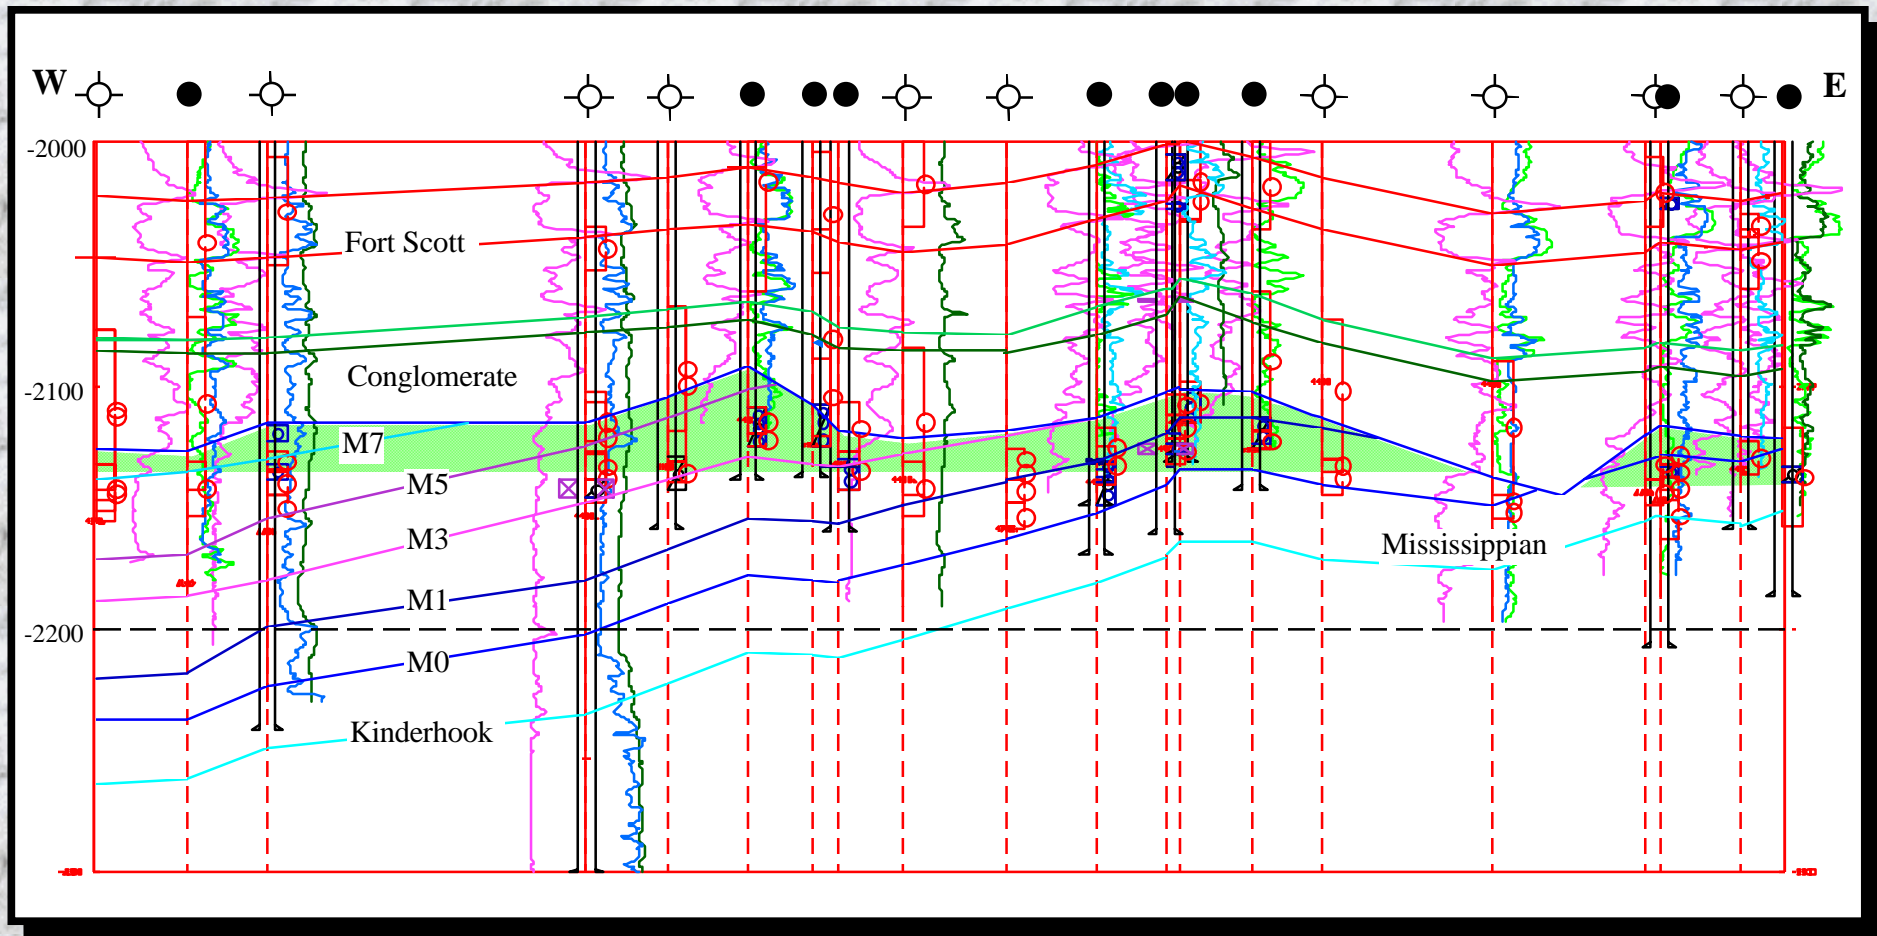 W E
-2000
Fort Scott
Conglomerate
-2100
M7
M5
M3
Mississippian
M1
-2200
M0
Kinderhook